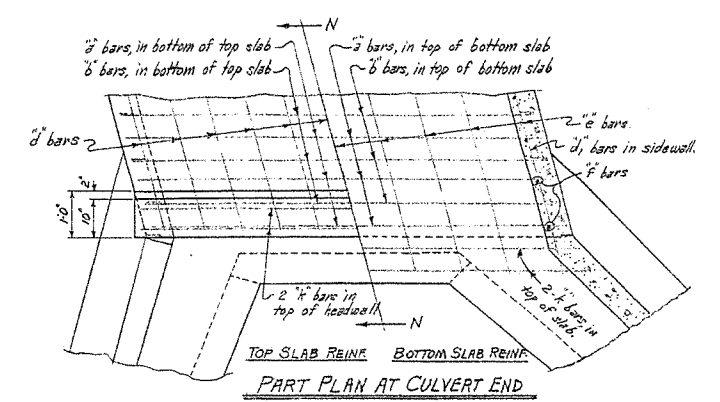 N
"a" bars, in bottom of top slab
"b" bars, in bottom of top slab
"a" bars, in top of bottom slab
"b" bars, in top of bottom slab
"d" bars
"e" bars.
"d₁ bars in sidewall.
"f" bars
2"
1'-0"
10"
2 "k" bars in
top of headwall
2-"k" bars, in
top of slab.
N
TOP SLAB REINF.
BOTTOM SLAB REINF.
PART PLAN AT CULVERT END